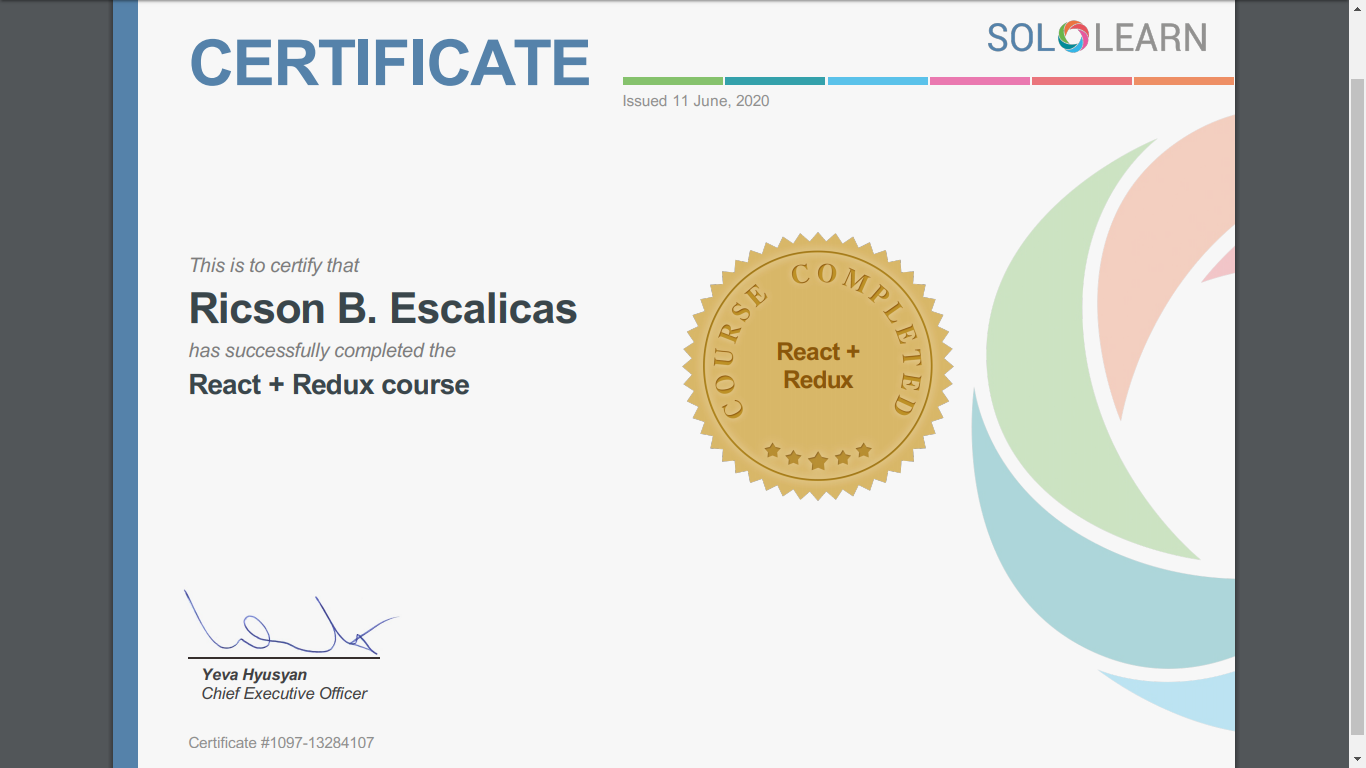 CERTIFICATE
SOLOLEARN
Issued 11 June, 2020
This is to certify that
Ricson B. Escalicas
has successfully completed the
React + Redux course
COURSE COMPLETED
React +
Redux
Yeva Hyusyan
Chief Executive Officer
Certificate #1097-13284107